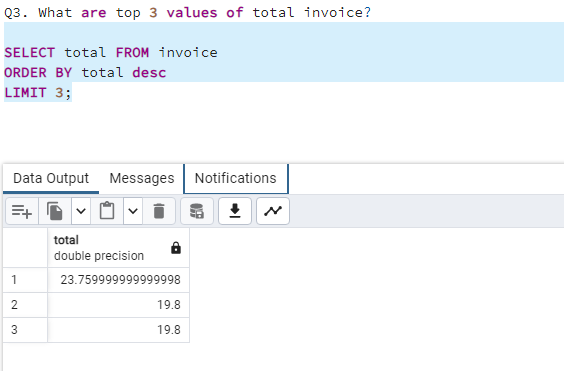 Q3. What are top 3 values of total invoice?
SELECT total FROM invoice
ORDER BY total desc
LIMIT 3;
Data Output Messages Notifications
total
double precision
1 23.759999999999998
2 19.8
3 19.8